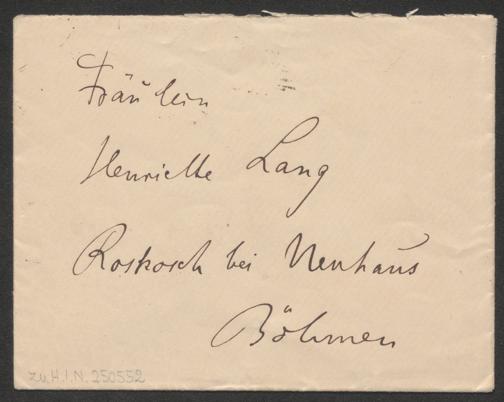 Fräulein
Henriette Lang
Roskosch bei Neuhaus
Böhmen
zu H.I.N. 250552